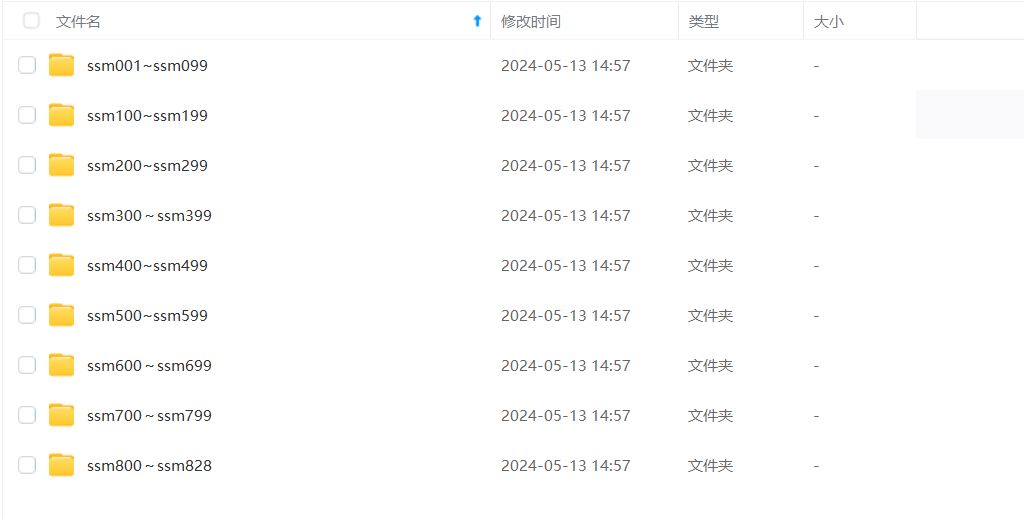 文件名 修改时间 类型 大小
ssm001~ssm099 2024-05-13 14:57 文件夹 -
ssm100~ssm199 2024-05-13 14:57 文件夹 -
ssm200~ssm299 2024-05-13 14:57 文件夹 -
ssm300～ssm399 2024-05-13 14:57 文件夹 -
ssm400~ssm499 2024-05-13 14:57 文件夹 -
ssm500~ssm599 2024-05-13 14:57 文件夹 -
ssm600～ssm699 2024-05-13 14:57 文件夹 -
ssm700～ssm799 2024-05-13 14:57 文件夹 -
ssm800～ssm828 2024-05-13 14:57 文件夹 -